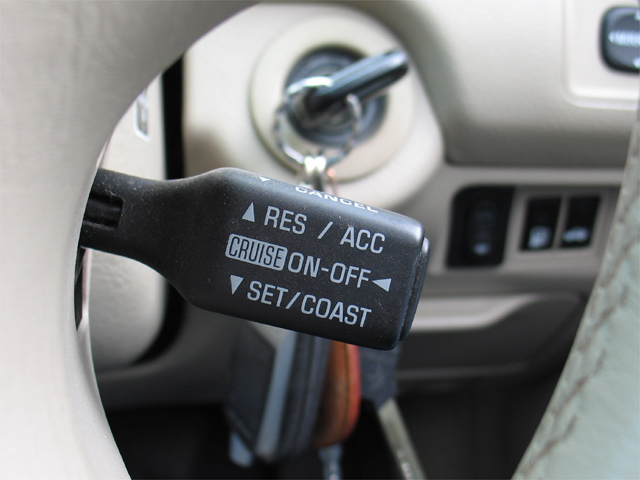 CANCEL
RES / ACC
CRUISE ON-OFF
SET/COAST